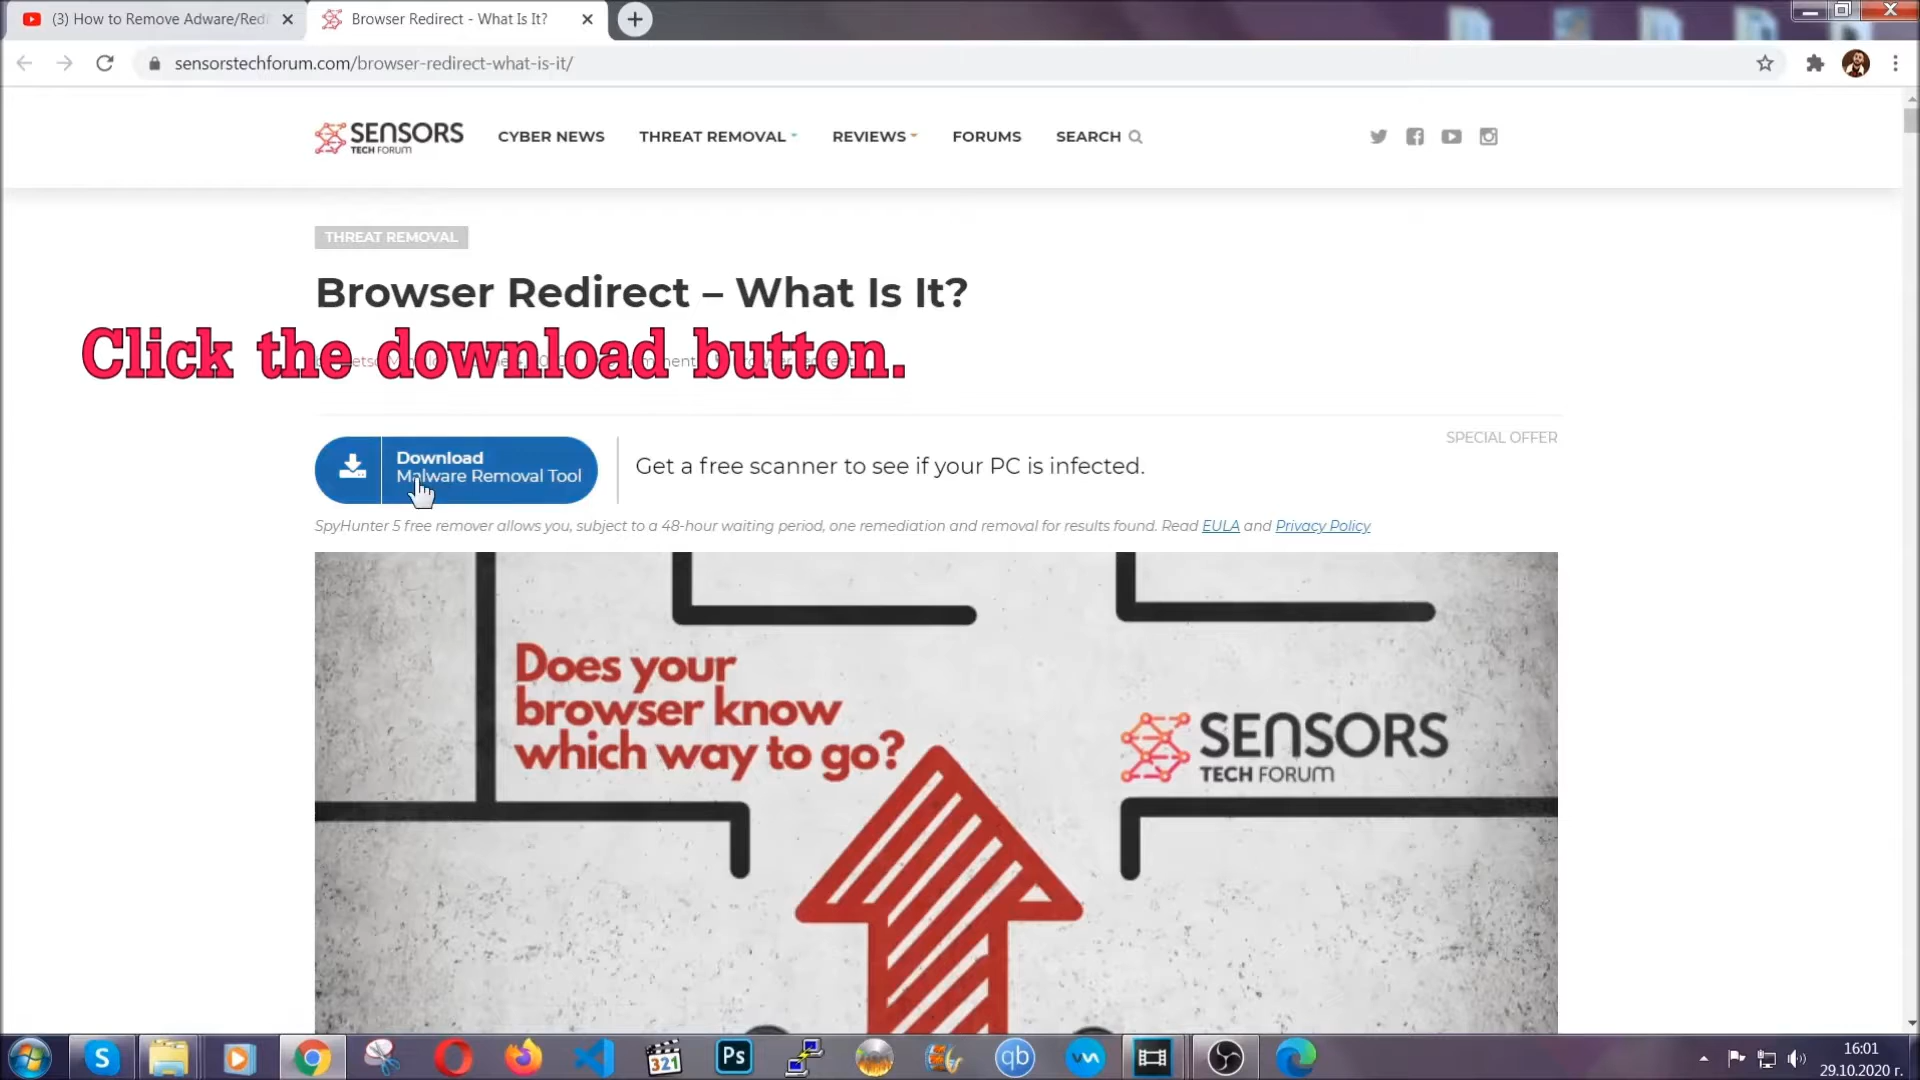 (3) How to Remove Adware/Redi
Browser Redirect - What Is It?
sensorstechforum.com/browser-redirect-what-is-it/
SENSORS
TECH FORUM
CYBER NEWS THREAT REMOVAL REVIEWS FORUMS SEARCH
THREAT REMOVAL
Browser Redirect – What Is It?
Click the download button.
SPECIAL OFFER
Download
Malware Removal Tool
Get a free scanner to see if your PC is infected.
SpyHunter 5 free remover allows you, subject to a 48-hour waiting period, one remediation and removal for results found. Read EULA and Privacy Policy
Does your
browser know
which way to go?
SENSORS
TECH FORUM
S
321
Ps
qb
16:01
29.10.2020 г.